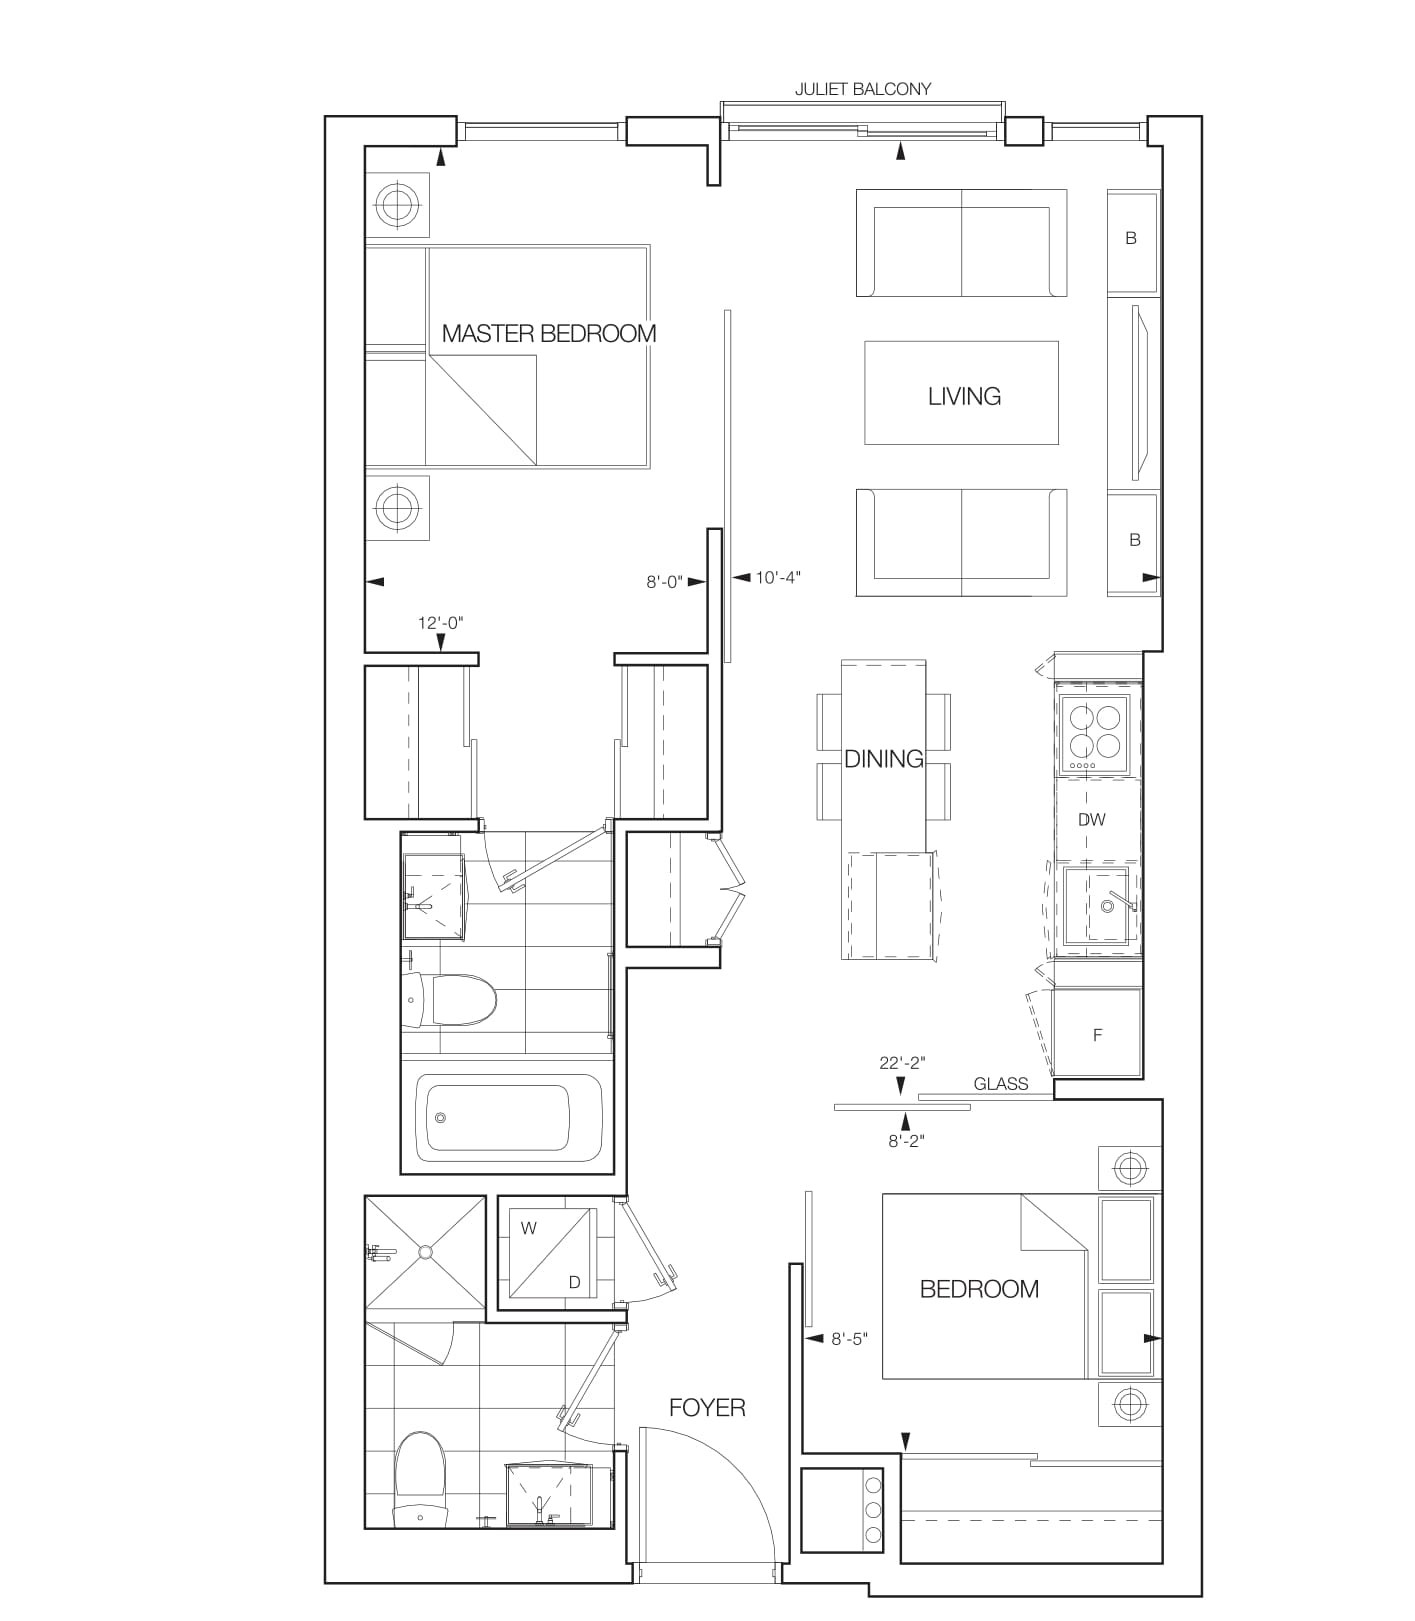 JULIET BALCONY
B
MASTER BEDROOM
LIVING
B
8'-0"
10'-4"
12'-0"
DINING
DW
F
22'-2"
GLASS
8'-2"
W
D
BEDROOM
8'-5"
FOYER